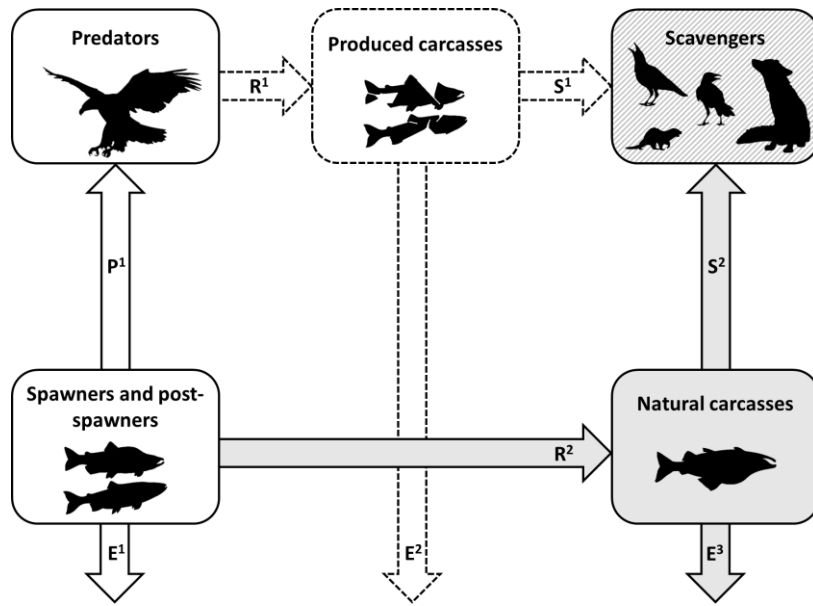 Predators
Produced carcasses
Scavengers
R¹
S¹
P¹
S²
Spawners and post-
spawners
Natural carcasses
R²
E¹
E²
E³